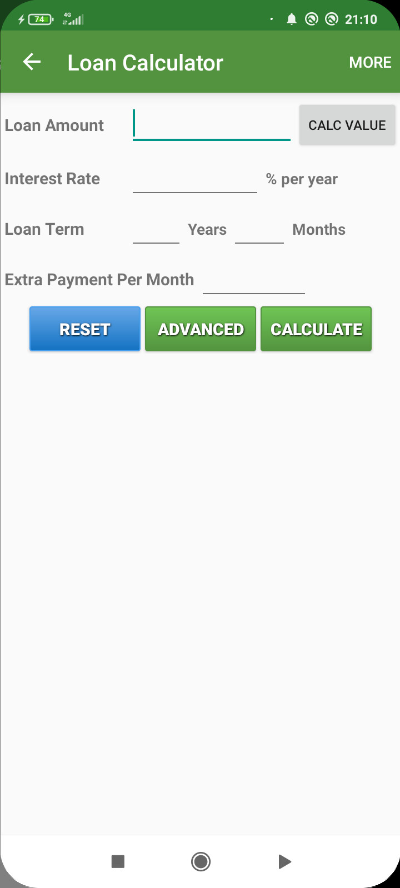 74 4G 21:10
Loan Calculator MORE
Loan Amount CALC VALUE
Interest Rate % per year
Loan Term Years Months
Extra Payment Per Month
RESET ADVANCED CALCULATE